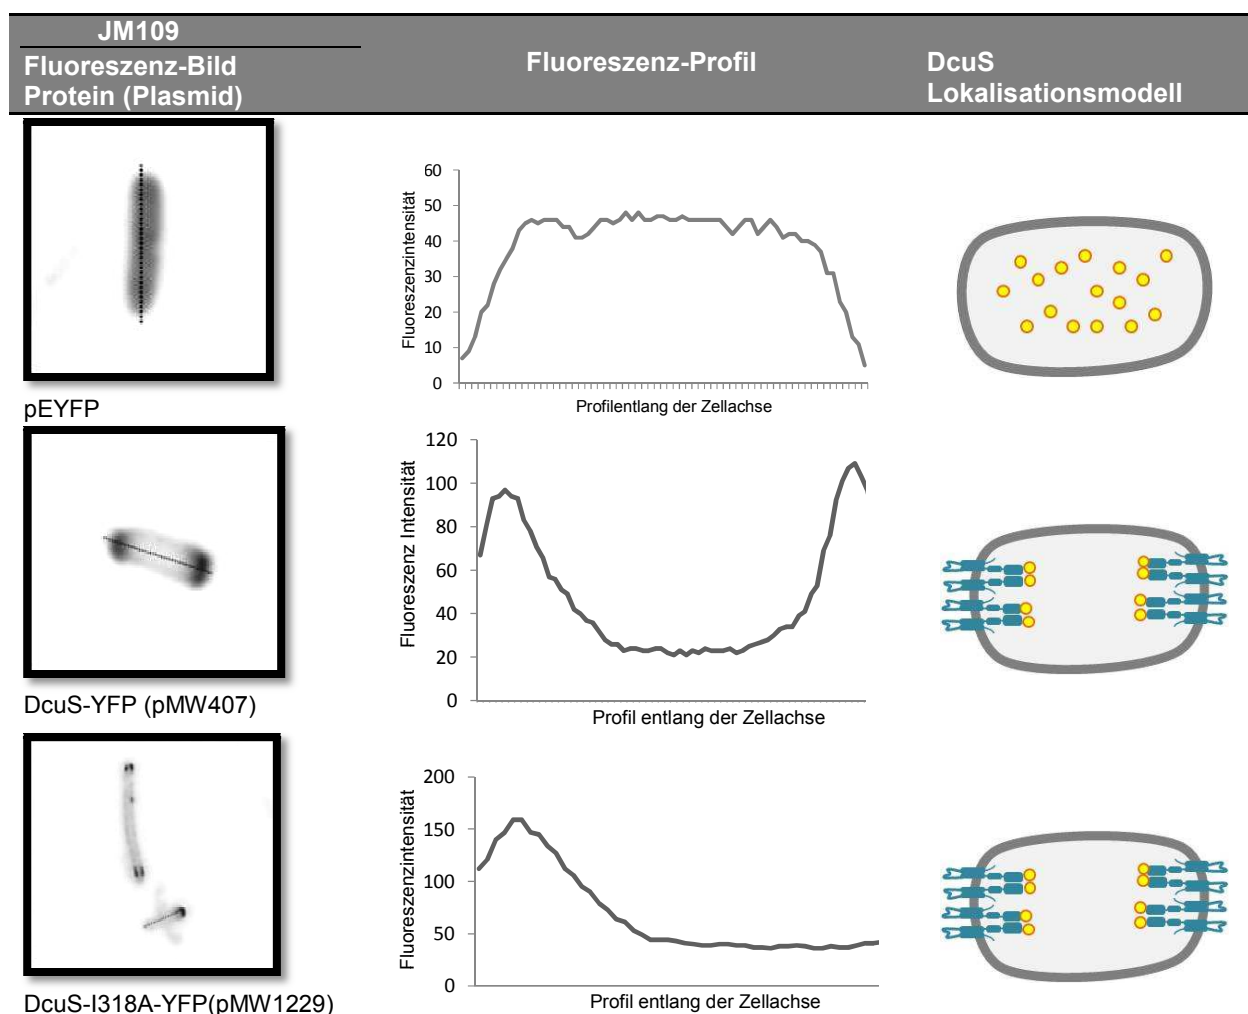 JM109
Fluoreszenz-Bild
Protein (Plasmid)
Fluoreszenz-Profil
DcuS
Lokalisationsmodell
Fluoreszenzintensität
60
50
40
30
20
10
0
Profilentlang der Zellachse
pEYFP
Fluoreszenz Intensität
120
100
80
60
40
20
0
Profil entlang der Zellachse
DcuS-YFP (pMW407)
Fluoreszenzintensität
200
150
100
50
0
Profil entlang der Zellachse
DcuS-I318A-YFP(pMW1229)